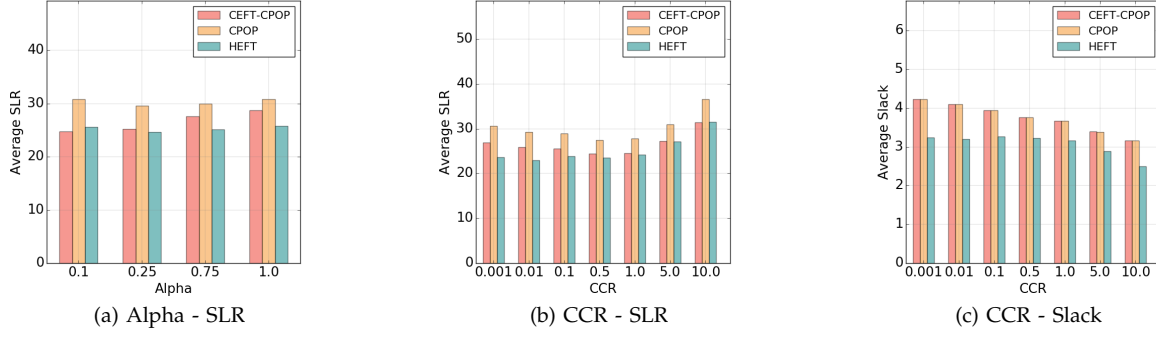 CEFT-CPOP
CPOP
HEFT
Average SLR
40
30
20
10
0
0.1 0.25 0.75 1.0
Alpha
(a) Alpha - SLR
CEFT-CPOP
CPOP
HEFT
Average SLR
50
40
30
20
10
0
0.001 0.01 0.1 0.5 1.0 5.0 10.0
CCR
(b) CCR - SLR
CEFT-CPOP
CPOP
HEFT
Average Slack
6
5
4
3
2
1
0
0.001 0.01 0.1 0.5 1.0 5.0 10.0
CCR
(c) CCR - Slack